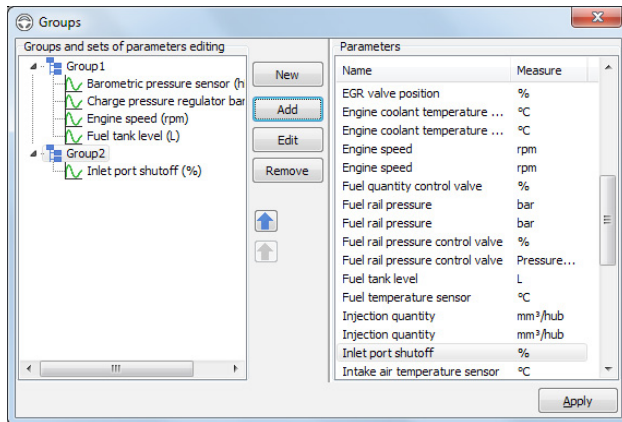 Groups
Groups and sets of parameters editing
Group1
Barometric pressure sensor (h
Charge pressure regulator bar
Engine speed (rpm)
Fuel tank level (L)
Group2
Inlet port shutoff (%)
New
Add
Edit
Remove
Parameters
Name Measure
EGR valve position %
Engine coolant temperature ... °C
Engine coolant temperature ... °C
Engine speed rpm
Engine speed rpm
Fuel quantity control valve %
Fuel rail pressure bar
Fuel rail pressure bar
Fuel rail pressure control valve %
Fuel rail pressure control valve Pressure...
Fuel tank level L
Fuel temperature sensor °C
Injection quantity mm³/hub
Injection quantity mm³/hub
Inlet port shutoff %
Intake air temperature sensor °C
Apply